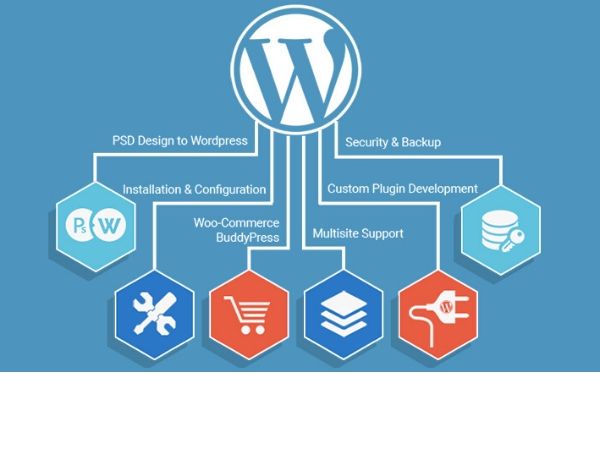 W
PSD Design to Wordpress
Security & Backup
Installation & Configuration
Custom Plugin Development
Woo-Commerce
BuddyPress
Multisite Support
Ps
W
W